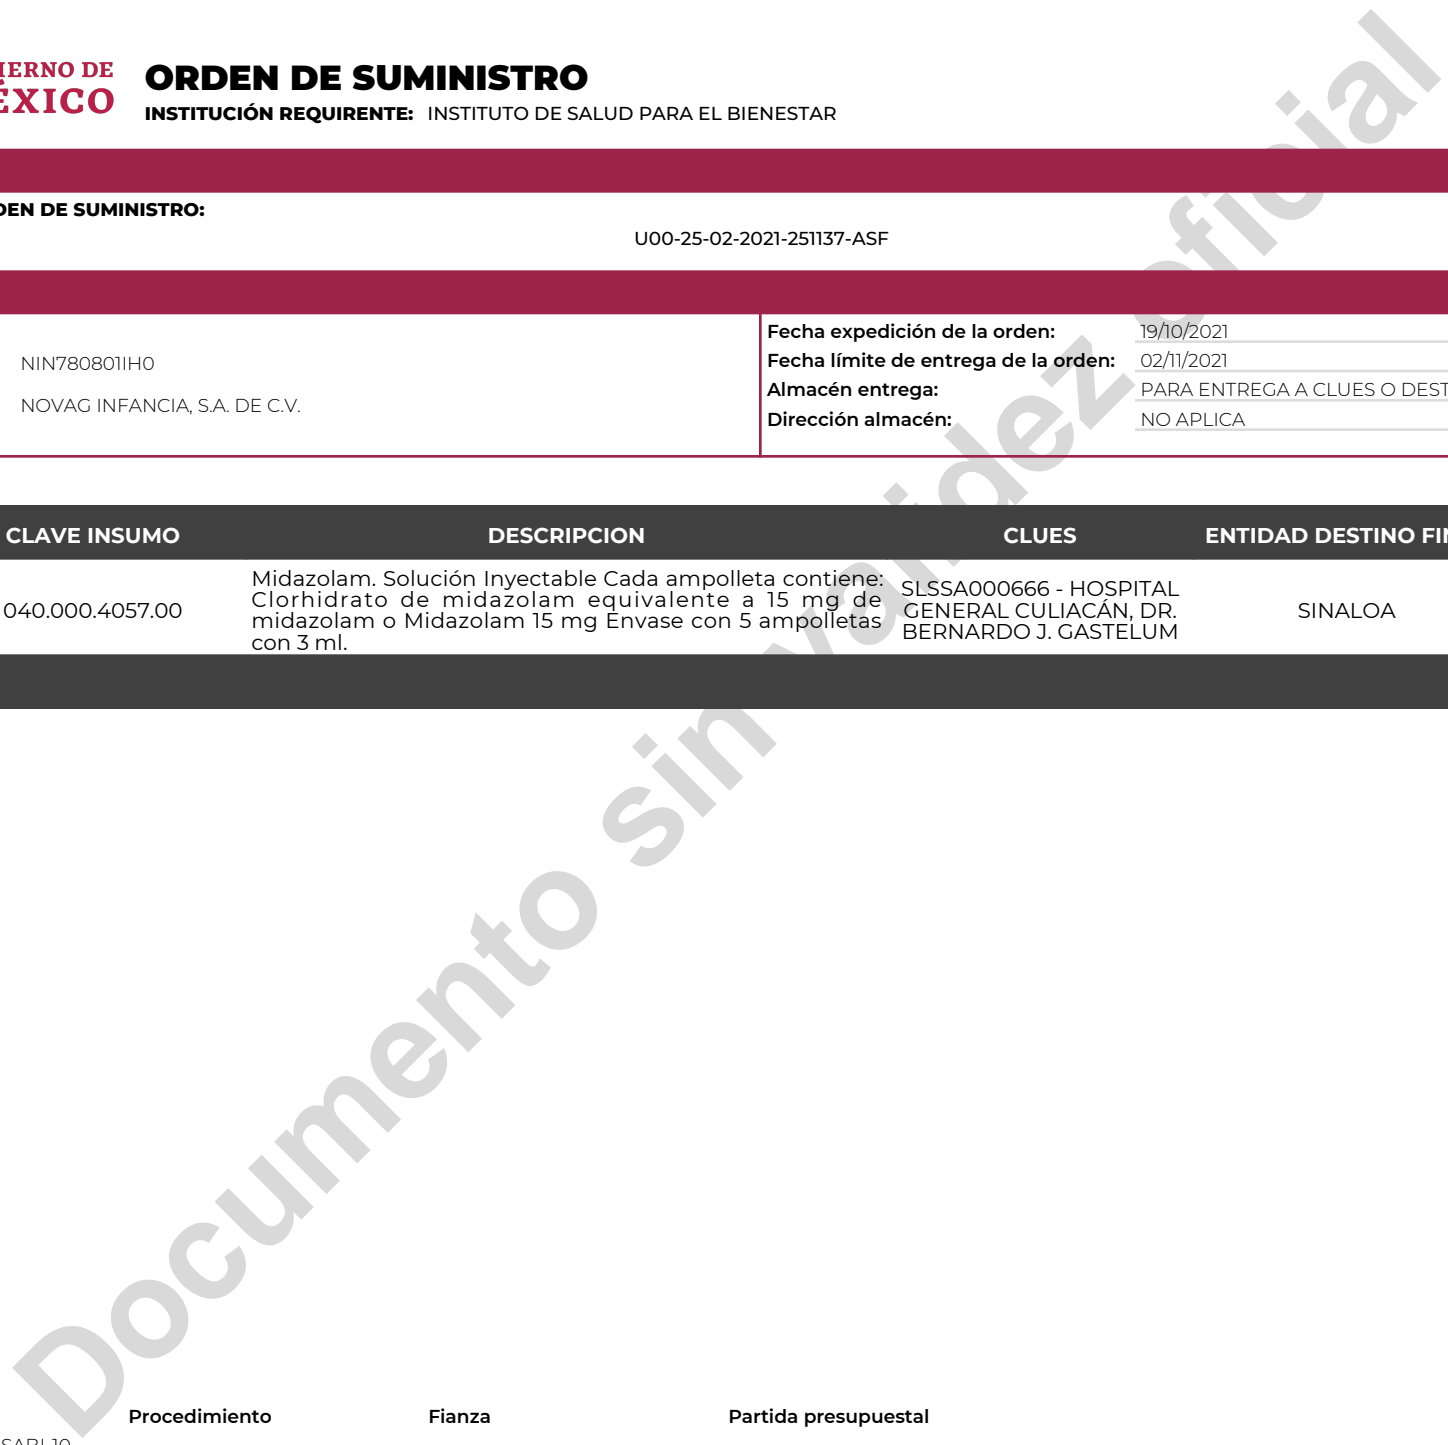 IERNO DE
ÉXICO
ORDEN DE SUMINISTRO
INSTITUCIÓN REQUIRENTE: INSTITUTO DE SALUD PARA EL BIENESTAR
DEN DE SUMINISTRO:
U00-25-02-2021-251137-ASF
NIN780801IH0
NOVAG INFANCIA, S.A. DE C.V.
Fecha expedición de la orden: 19/10/2021
Fecha límite de entrega de la orden: 02/11/2021
Almacén entrega: PARA ENTREGA A CLUES O DEST
Dirección almacén: NO APLICA
CLAVE INSUMO DESCRIPCION CLUES ENTIDAD DESTINO FIN
040.000.4057.00
Midazolam. Solución Inyectable Cada ampolleta contiene:
Clorhidrato de midazolam equivalente a 15 mg de
midazolam o Midazolam 15 mg Envase con 5 ampolletas
con 3 ml.
SLSSA000666 - HOSPITAL
GENERAL CULIACÁN, DR.
BERNARDO J. GASTELUM
SINALOA
Documento sin validez oficial
Procedimiento Fianza Partida presupuestal